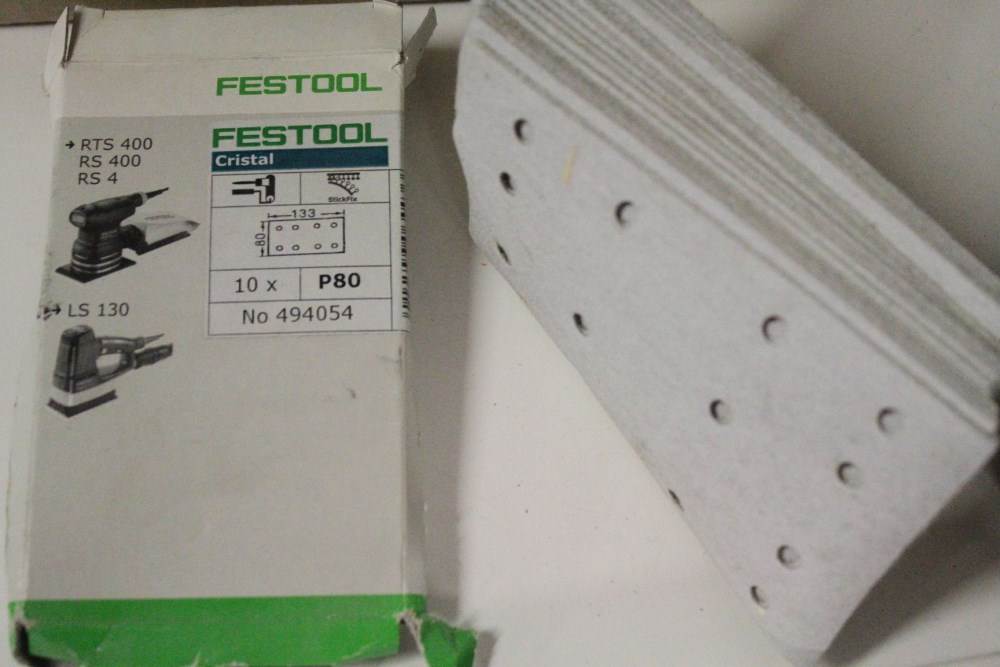 FESTOOL
→ RTS 400
RS 400
RS 4
FESTOOL
Cristal
StickFix
133
80
10 x P80
No 494054
→ LS 130